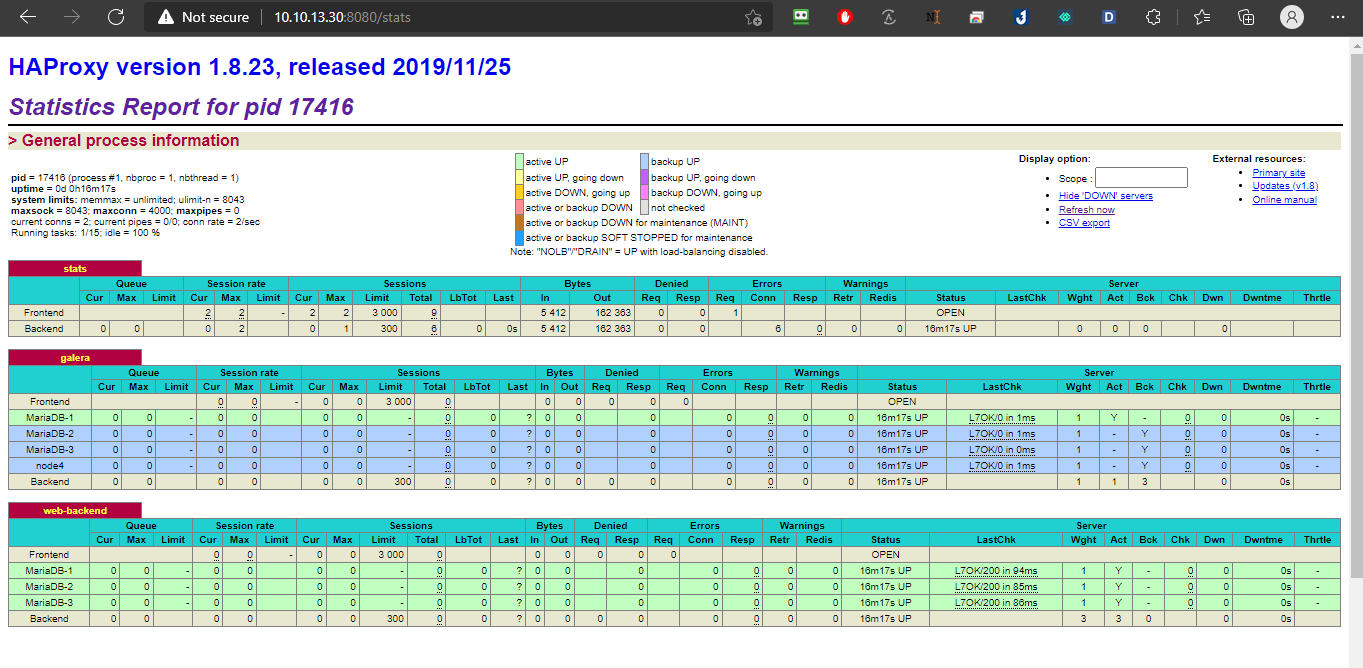 Not secure | 10.10.13.30:8080/stats
HAProxy version 1.8.23, released 2019/11/25
Statistics Report for pid 17416
> General process information
pid = 17416 (process #1, nbproc = 1, nbthread = 1)
uptime = 0d 0h16m17s
system limits: memmax = unlimited; ulimit-n = 8043
maxsock = 8043; maxconn = 4000; maxpipes = 0
current conns = 2; current pipes = 0/0; conn rate = 2/sec
Running tasks: 1/15; idle = 100 %
active UP backup UP
active UP, going down backup UP, going down
active DOWN, going up backup DOWN, going up
active or backup DOWN not checked
active or backup DOWN for maintenance (MAINT)
active or backup SOFT STOPPED for maintenance
Note: "NOLB"/"DRAIN" = UP with load-balancing disabled.
Display option:
Scope :
Hide 'DOWN' servers
Refresh now
CSV export
External resources:
Primary site
Updates (v1.8)
Online manual
stats
Queue Session rate Sessions Bytes Denied Errors Warnings Server
Cur Max Limit Cur Max Limit Cur Max Limit Total LbTot Last In Out Req Resp Req Conn Resp Retr Redis Status LastChk Wght Act Bck Chk Dwn Dwntme Thrtle
Frontend 2 2 - 2 2 3 000 9 5 412 162 363 0 0 1 OPEN
Backend 0 0 0 2 0 1 300 6 0 0s 5 412 162 363 0 0 6 0 0 0 16m17s UP 0 0 0 0
galera
Queue Session rate Sessions Bytes Denied Errors Warnings Server
Cur Max Limit Cur Max Limit Cur Max Limit Total LbTot Last In Out Req Resp Req Conn Resp Retr Redis Status LastChk Wght Act Bck Chk Dwn Dwntme Thrtle
Frontend 0 0 - 0 0 3 000 0 0 0 0 0 0 OPEN
MariaDB-1 0 0 - 0 0 0 0 - 0 0 ? 0 0 0 0 0 0 0 16m17s UP L7OK/0 in 1ms 1 Y - 0 0 0s -
MariaDB-2 0 0 - 0 0 0 0 - 0 0 ? 0 0 0 0 0 0 0 16m17s UP L7OK/0 in 1ms 1 - Y 0 0 0s -
MariaDB-3 0 0 - 0 0 0 0 - 0 0 ? 0 0 0 0 0 0 0 16m17s UP L7OK/0 in 0ms 1 - Y 0 0 0s -
node4 0 0 - 0 0 0 0 - 0 0 ? 0 0 0 0 0 0 0 16m17s UP L7OK/0 in 1ms 1 - Y 0 0 0s -
Backend 0 0 0 0 0 0 300 0 0 ? 0 0 0 0 0 0 0 0 16m17s UP 1 1 3 0 0s
web-backend
Queue Session rate Sessions Bytes Denied Errors Warnings Server
Cur Max Limit Cur Max Limit Cur Max Limit Total LbTot Last In Out Req Resp Req Conn Resp Retr Redis Status LastChk Wght Act Bck Chk Dwn Dwntme Thrtle
Frontend 0 0 - 0 0 3 000 0 0 0 0 0 0 OPEN
MariaDB-1 0 0 - 0 0 0 0 - 0 0 ? 0 0 0 0 0 0 0 16m17s UP L7OK/200 in 94ms 1 Y - 0 0 0s -
MariaDB-2 0 0 - 0 0 0 0 - 0 0 ? 0 0 0 0 0 0 0 16m17s UP L7OK/200 in 85ms 1 Y - 0 0 0s -
MariaDB-3 0 0 - 0 0 0 0 - 0 0 ? 0 0 0 0 0 0 0 16m17s UP L7OK/200 in 86ms 1 Y - 0 0 0s -
Backend 0 0 0 0 0 0 300 0 0 ? 0 0 0 0 0 0 0 0 16m17s UP 3 3 0 0 0s